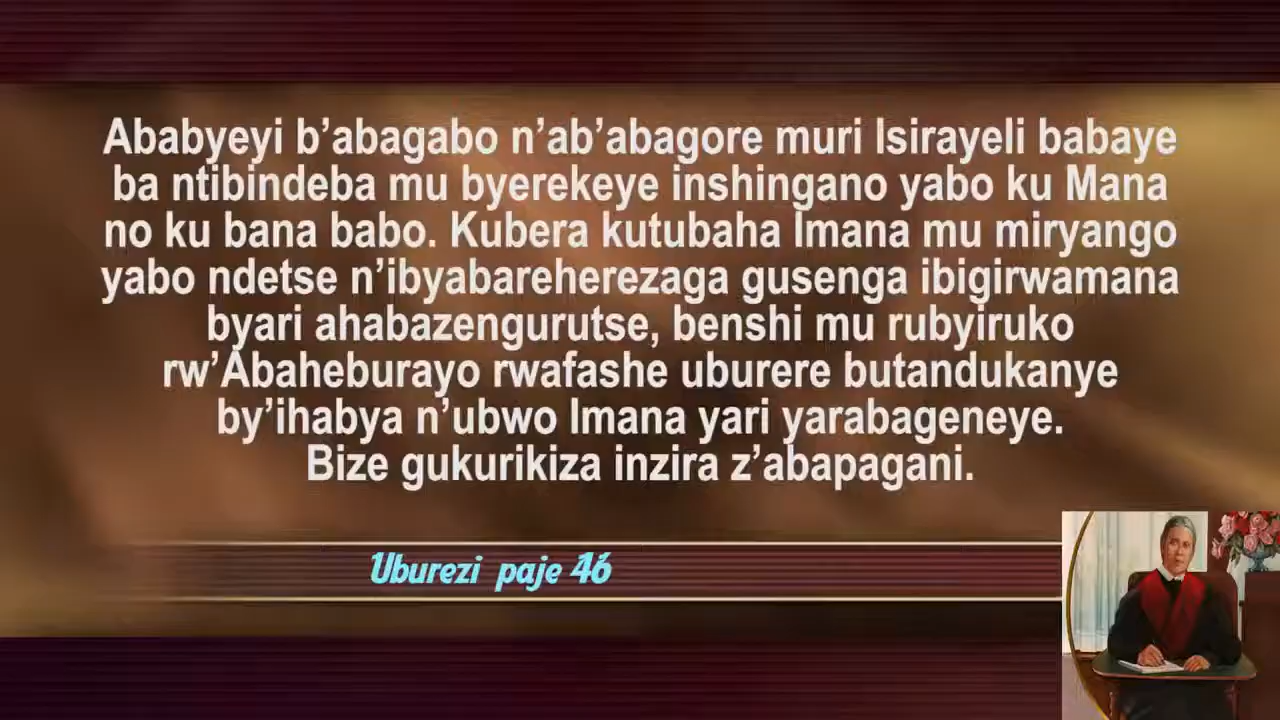 Ababyeyi b’abagabo n’ab’abagore muri Isirayeli babaye
ba ntibindeba mu byerekeye inshingano yabo ku Mana
no ku bana babo. Kubera kutubaha Imana mu miryango
yabo ndetse n’ibyabareherezaga gusenga ibigirwamana
byari ahabazengurutse, benshi mu rubyiruko
rw’Abaheburayo rwafashe uburere butandukanye
by’ihabya n’ubwo Imana yari yarabageneye.
Bize gukurikiza inzira z’abapagani.
Uburezi paje 46